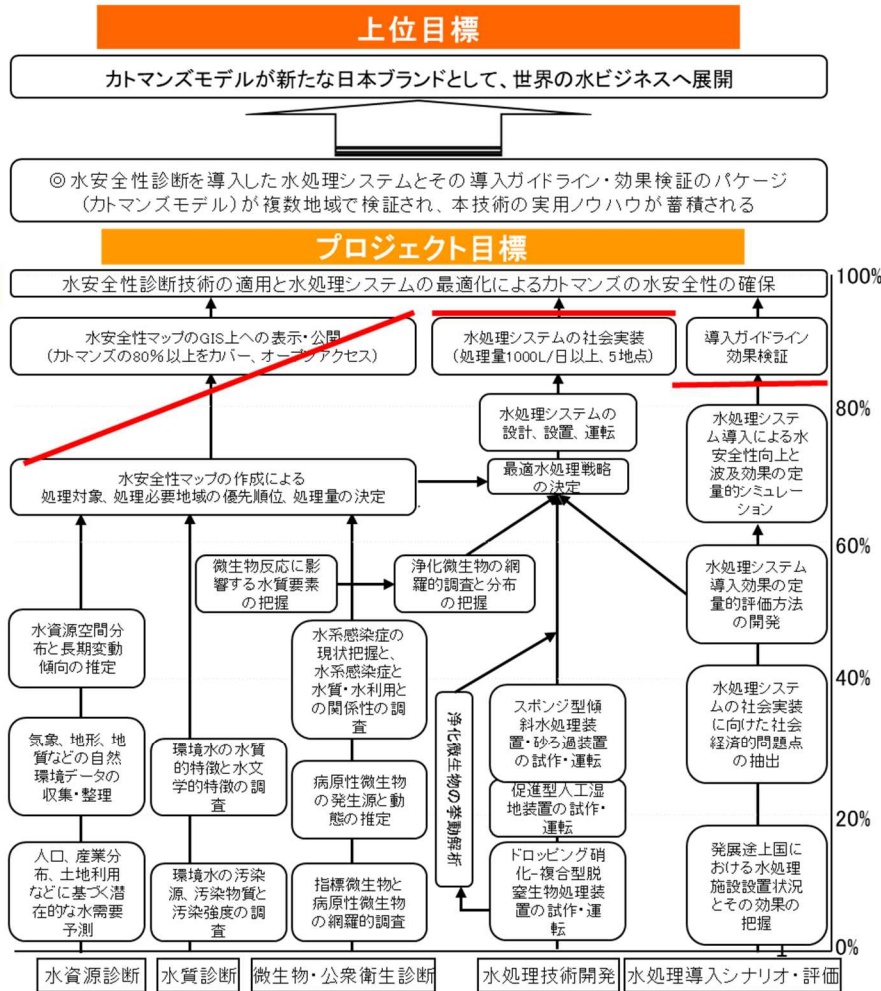 上位目標
カトマンズモデルが新たな日本ブランドとして、世界の水ビジネスへ展開
◎水安全性診断を導入した水処理システムとその導入ガイドライン・効果検証のパッケージ
(カトマンズモデル)が複数地域で検証され、本技術の実用ノウハウが蓄積される
プロジェクト目標
水安全性診断技術の適用と水処理システムの最適化によるカトマンズの水安全性の確保
100%
水安全性マップのGIS上への表示・公開
(カトマンズの80%以上をカバー、オープンアクセス)
水処理システムの社会実装
(処理量1000L/日以上、5地点)
導入ガイドライン
効果検証
80%
水処理システムの
設計、設置、運転
水処理システ
ム導入による水
安全性向上と
波及効果の定
量的シミュレー
ション
水安全性マップの作成による
処理対象、処理必要地域の優先順位、処理量の決定
最適水処理戦略
の決定
60%
微生物反応に影
響する水質要素
の把握
浄化微生物の網
羅的調査と分布
の把握
水処理システム
導入効果の定
量的評価方法
の開発
水資源空間分
布と長期変動
傾向の推定
水系感染症の
現状把握と、
水系感染症と
水質・水利用と
の関係性の調
査
40%
気象、地形、地
質などの自然
環境データの
収集・整理
環境水の水質
的特徴と水文
学的特徴の調
査
病原性微生物
の発生源と動
態の推定
浄化微生物の挙動解析
スポンジ型傾
斜水処理装
置・砂ろ過装置
の試作・運転
促進型人工湿
地装置の試作・
運転
水処理システ
ムの社会実装
に向けた社会
経済的問題点
の抽出
20%
人口、産業分
布、土地利用
などに基づく潜
在的な水需要
予測
環境水の汚染
源、汚染物質と
汚染強度の調
査
指標微生物と
病原性微生物
の網羅的調査
ドロッピング硝
化-複合型脱
窒生物処理装
置の試作・運
転
発展途上国に
おける水処理
施設設置状況
とその効果の
把握
0%
水資源診断
水質診断
微生物・公衆衛生診断
水処理技術開発
水処理導入シナリオ・評価